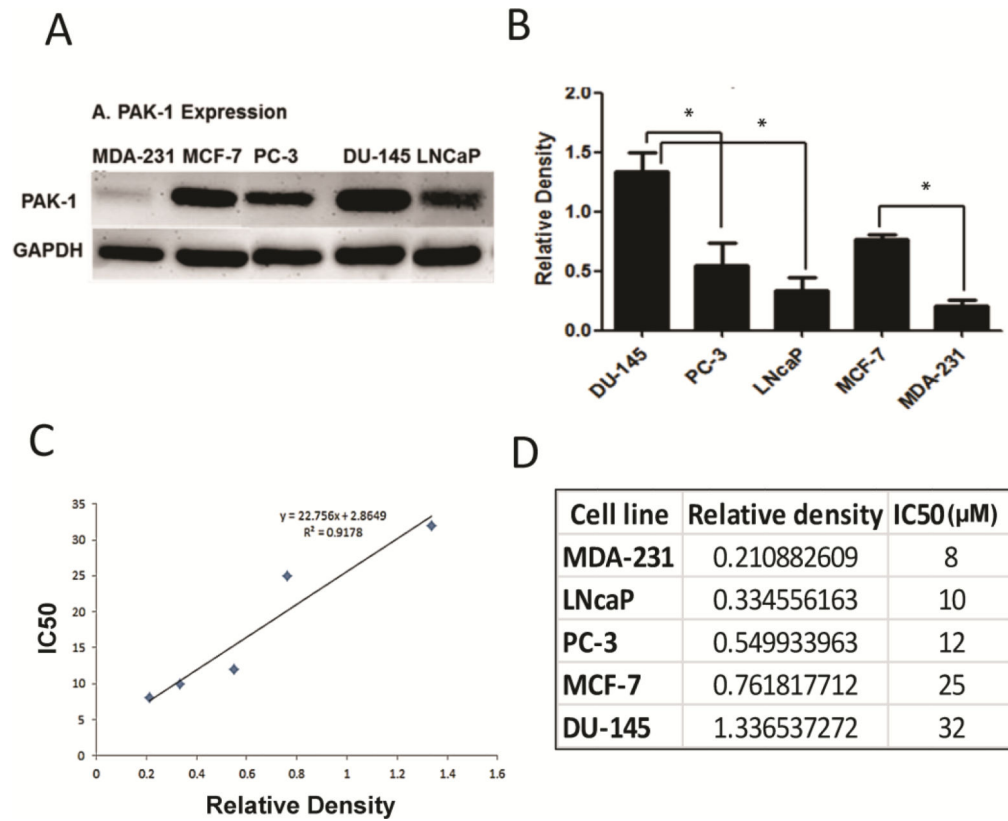 A
A. PAK-1 Expression
MDA-231 MCF-7 PC-3 DU-145 LNCaP
PAK-1
GAPDH
B
Relative Density
2.0
1.5
1.0
0.5
0.0
*
*
*
DU-145
PC-3
LNcaP
MCF-7
MDA-231
C
IC50
40
35
30
25
20
15
10
5
0
y = 22.756x + 2.8649
R² = 0.9178
0 0.2 0.4 0.6 0.8 1 1.2 1.4 1.6
Relative Density
D
Cell line Relative density IC50 (µM)
MDA-231 0.210882609 8
LNcaP 0.334556163 10
PC-3 0.549933963 12
MCF-7 0.761817712 25
DU-145 1.336537272 32